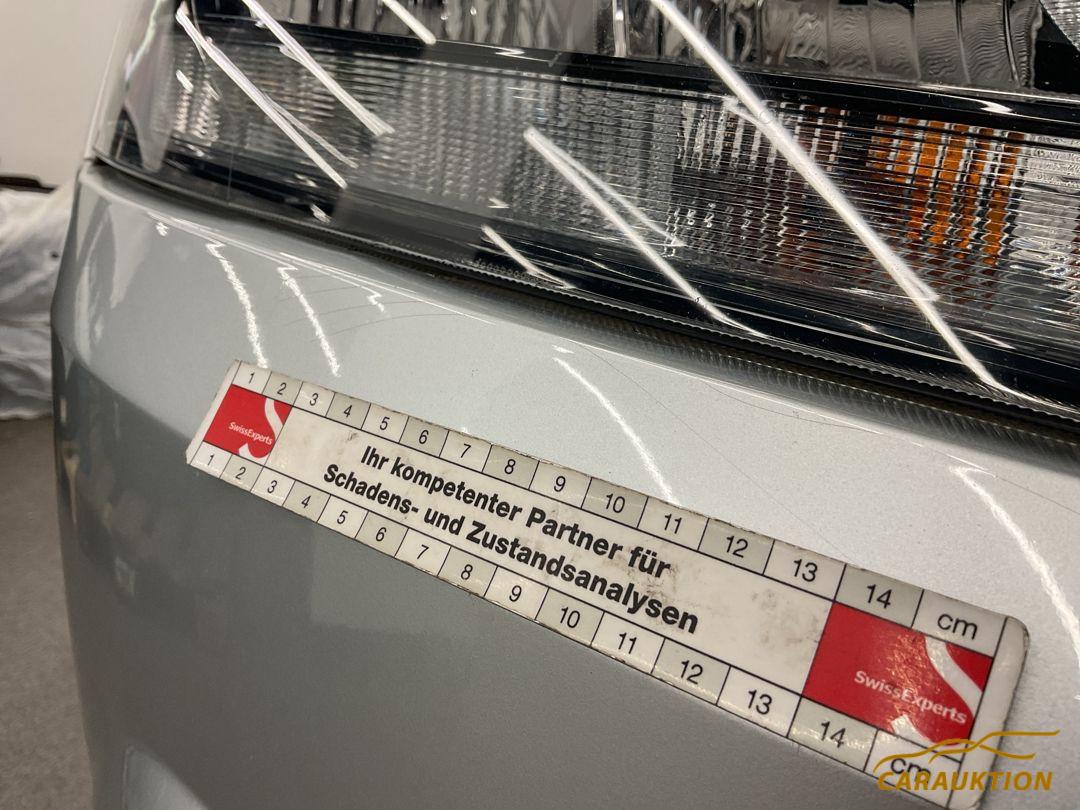 1 2 3 4 5 6 7 8 9 10 11 12 13 14 cm
SwissExperts
Ihr kompetenter Partner für
Schadens- und Zustandsanalysen
SwissExperts
1 2 3 4 5 6 7 8 9 10 11 12 13 14 cm
CARAUKTION